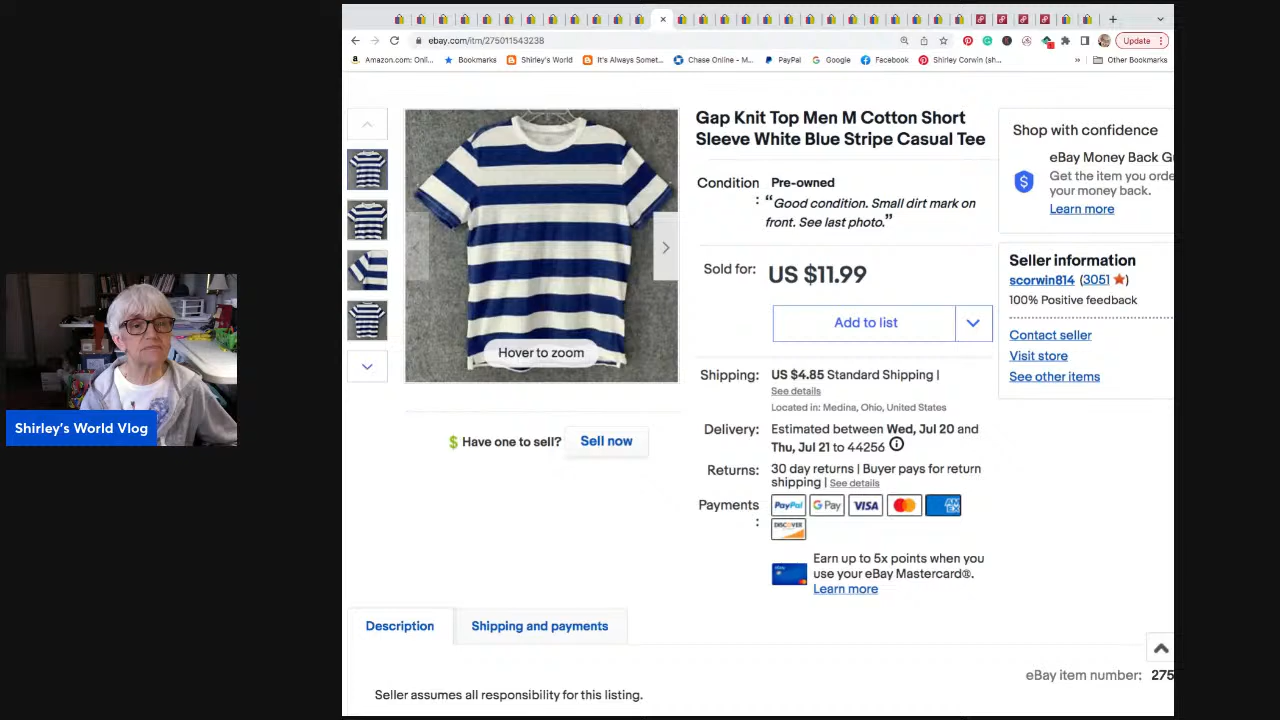 ebay.com/itm/275011543238
Update
Amazon.com: Onl...
Bookmarks
Shirley's World
It's Always Somet...
Chase Online - M...
PayPal
Google
Facebook
Shirley Corwin (sh...
»
Other Bookmarks
Gap Knit Top Men M Cotton Short
Sleeve White Blue Stripe Casual Tee
Condition
:
Pre-owned
“Good condition. Small dirt mark on
front. See last photo.”
Sold for:
US $11.99
Add to list
Hover to zoom
Have one to sell?
Sell now
Shipping:
US $4.85 Standard Shipping |
See details
Located in: Medina, Ohio, United States
Delivery:
Estimated between Wed, Jul 20 and
Thu, Jul 21 to 44256
Returns:
30 day returns | Buyer pays for return
shipping | See details
Payments
:
PayPal
G Pay
VISA
AM
EX
DISCOVER
Earn up to 5x points when you
use your eBay Mastercard®.
Learn more
Shop with confidence
eBay Money Back G
Get the item you orde
your money back.
Learn more
Seller information
scorwin814 (3051)
100% Positive feedback
Contact seller
Visit store
See other items
Shirley's World Vlog
Description
Shipping and payments
eBay item number: 275
Seller assumes all responsibility for this listing.